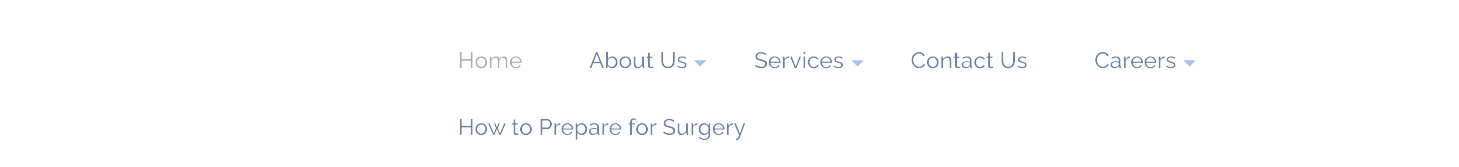 Home About Us Services Contact Us Careers
How to Prepare for Surgery